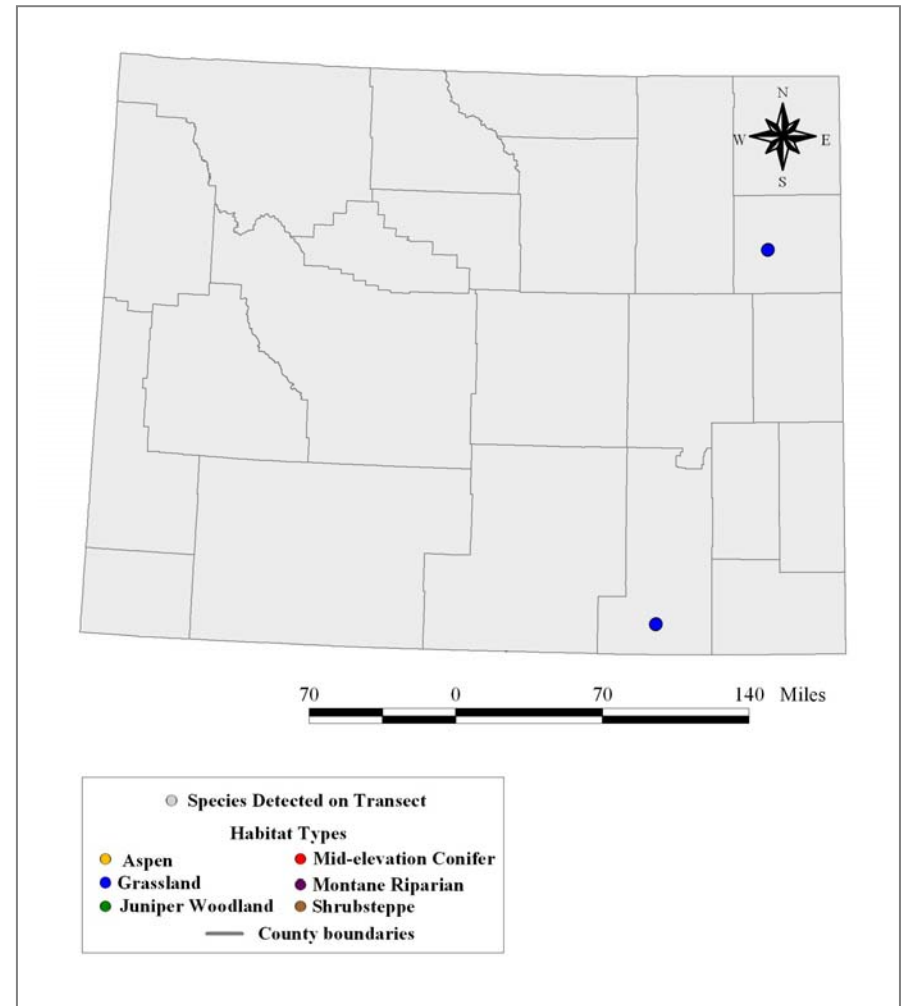 N
W E
S
70 0 70 140 Miles
Species Detected on Transect
Habitat Types
Aspen Mid-elevation Conifer
Grassland Montane Riparian
Juniper Woodland Shrubsteppe
County boundaries